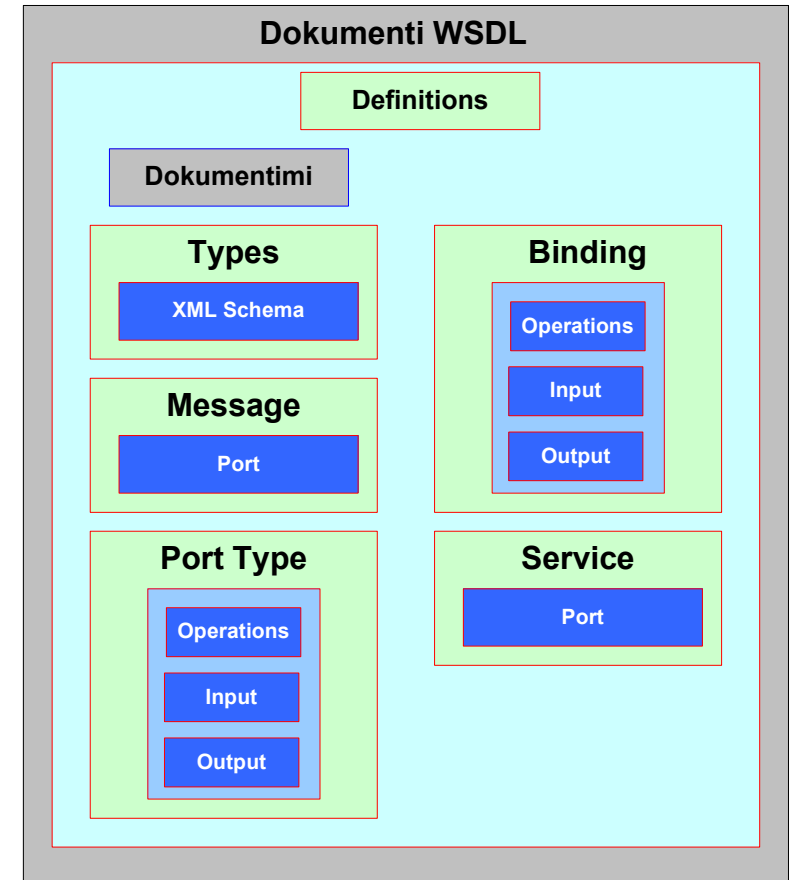 Dokumenti WSDL
Definitions
Dokumentimi
Types
XML Schema
Message
Port
Port Type
Operations
Input
Output
Binding
Operations
Input
Output
Service
Port